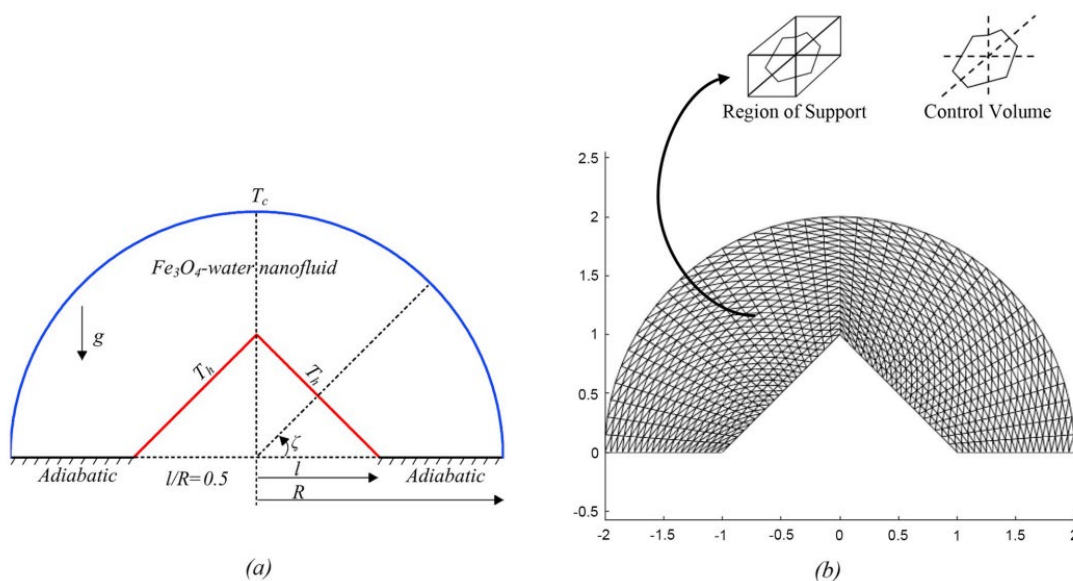 T_c
Fe₃O₄-water nanofluid
g
T_h
T_h
ζ
Adiabatic
l/R=0.5
l
Adiabatic
R
(a)
Region of Support
Control Volume
2.5
2
1.5
1
0.5
0
-0.5
-2
-1.5
-1
-0.5
0
0.5
1
1.5
2
(b)